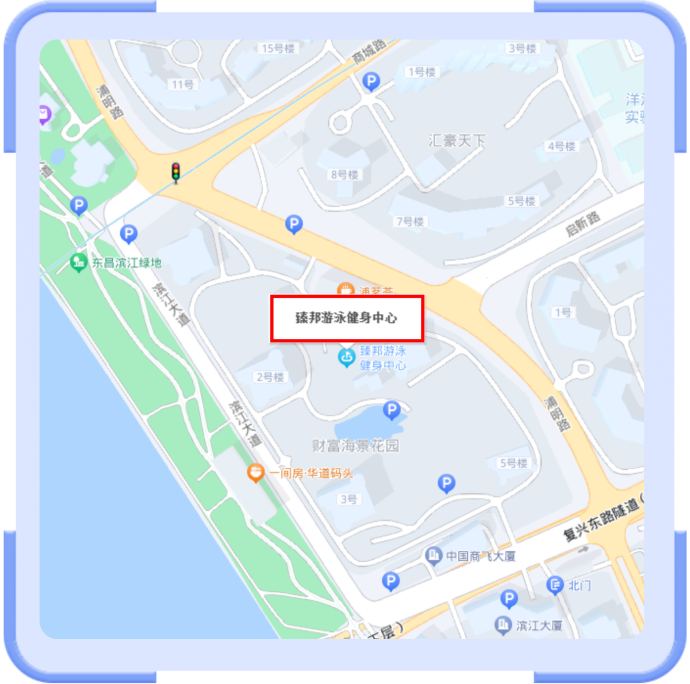 15号楼
商城路
3号楼
11号
1号楼
浦明路
洋泾
实验
汇豪天下
4号楼
8号楼
P
5号楼
7号楼
启新路
东昌滨江绿地
滨江大道
浦茗荟
1号
臻邦游泳健身中心
臻邦游泳
健身中心
2号楼
浦明路
滨江大道
P
财富海景花园
5号楼
一间房·华道码头
3号
P
复兴东路隧道(
中国商飞大厦
P
北门
P
滨江大厦
下层)